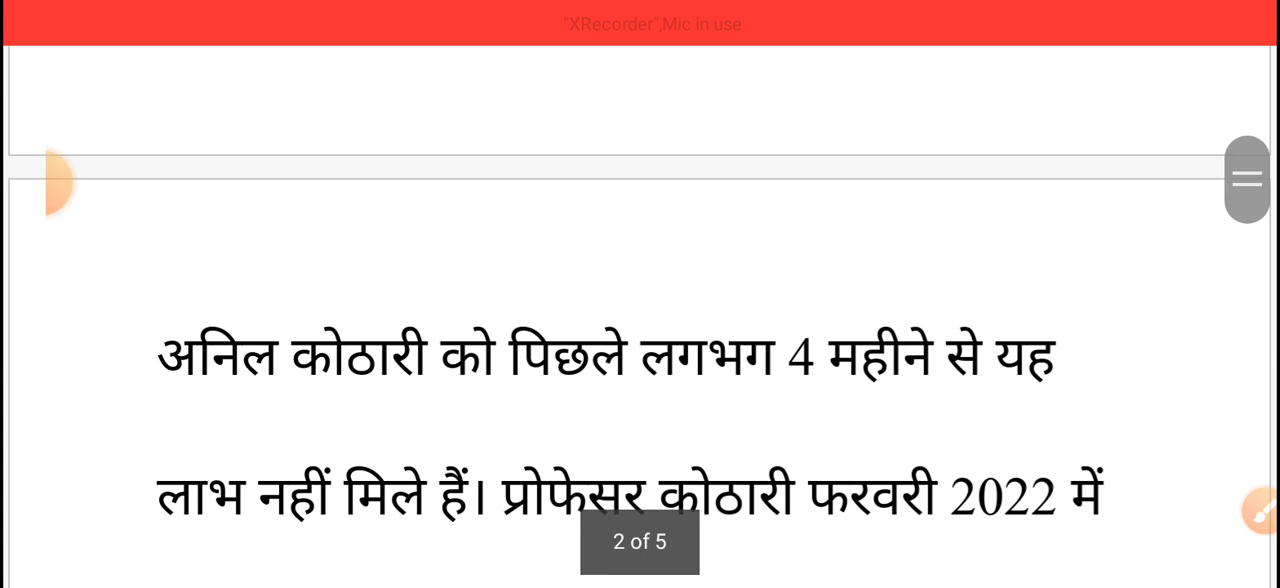 "XRecorder",Mic in use
अनिल कोठारी को पिछले लगभग 4 महीने से यह
लाभ नहीं मिले हैं। प्रोफेसर कोठारी फरवरी 2022 में
2 of 5